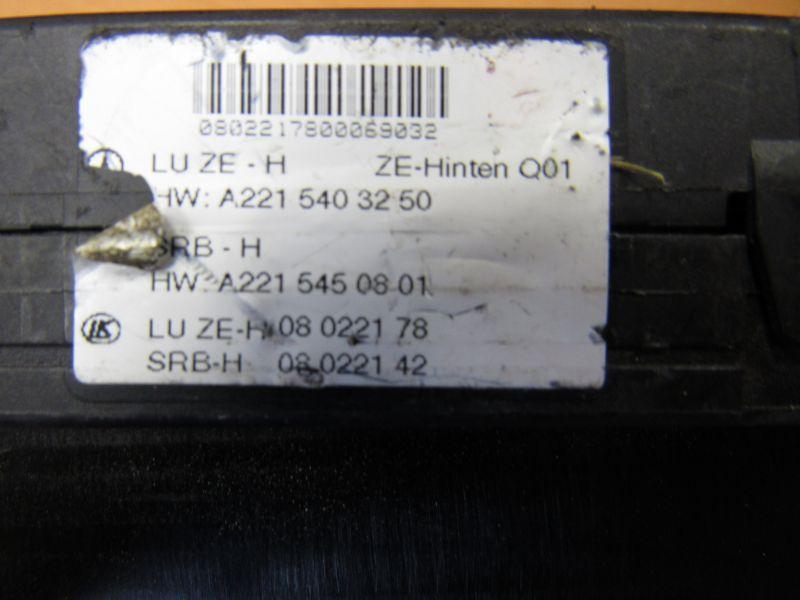 0802217800069032
LU ZE - H ZE-Hinten Q01
HW: A221 540 32 50
SRB - H
HW: A221 545 08 01
LK LU ZE-H 08 0221 78
SRB-H 08 0221 42